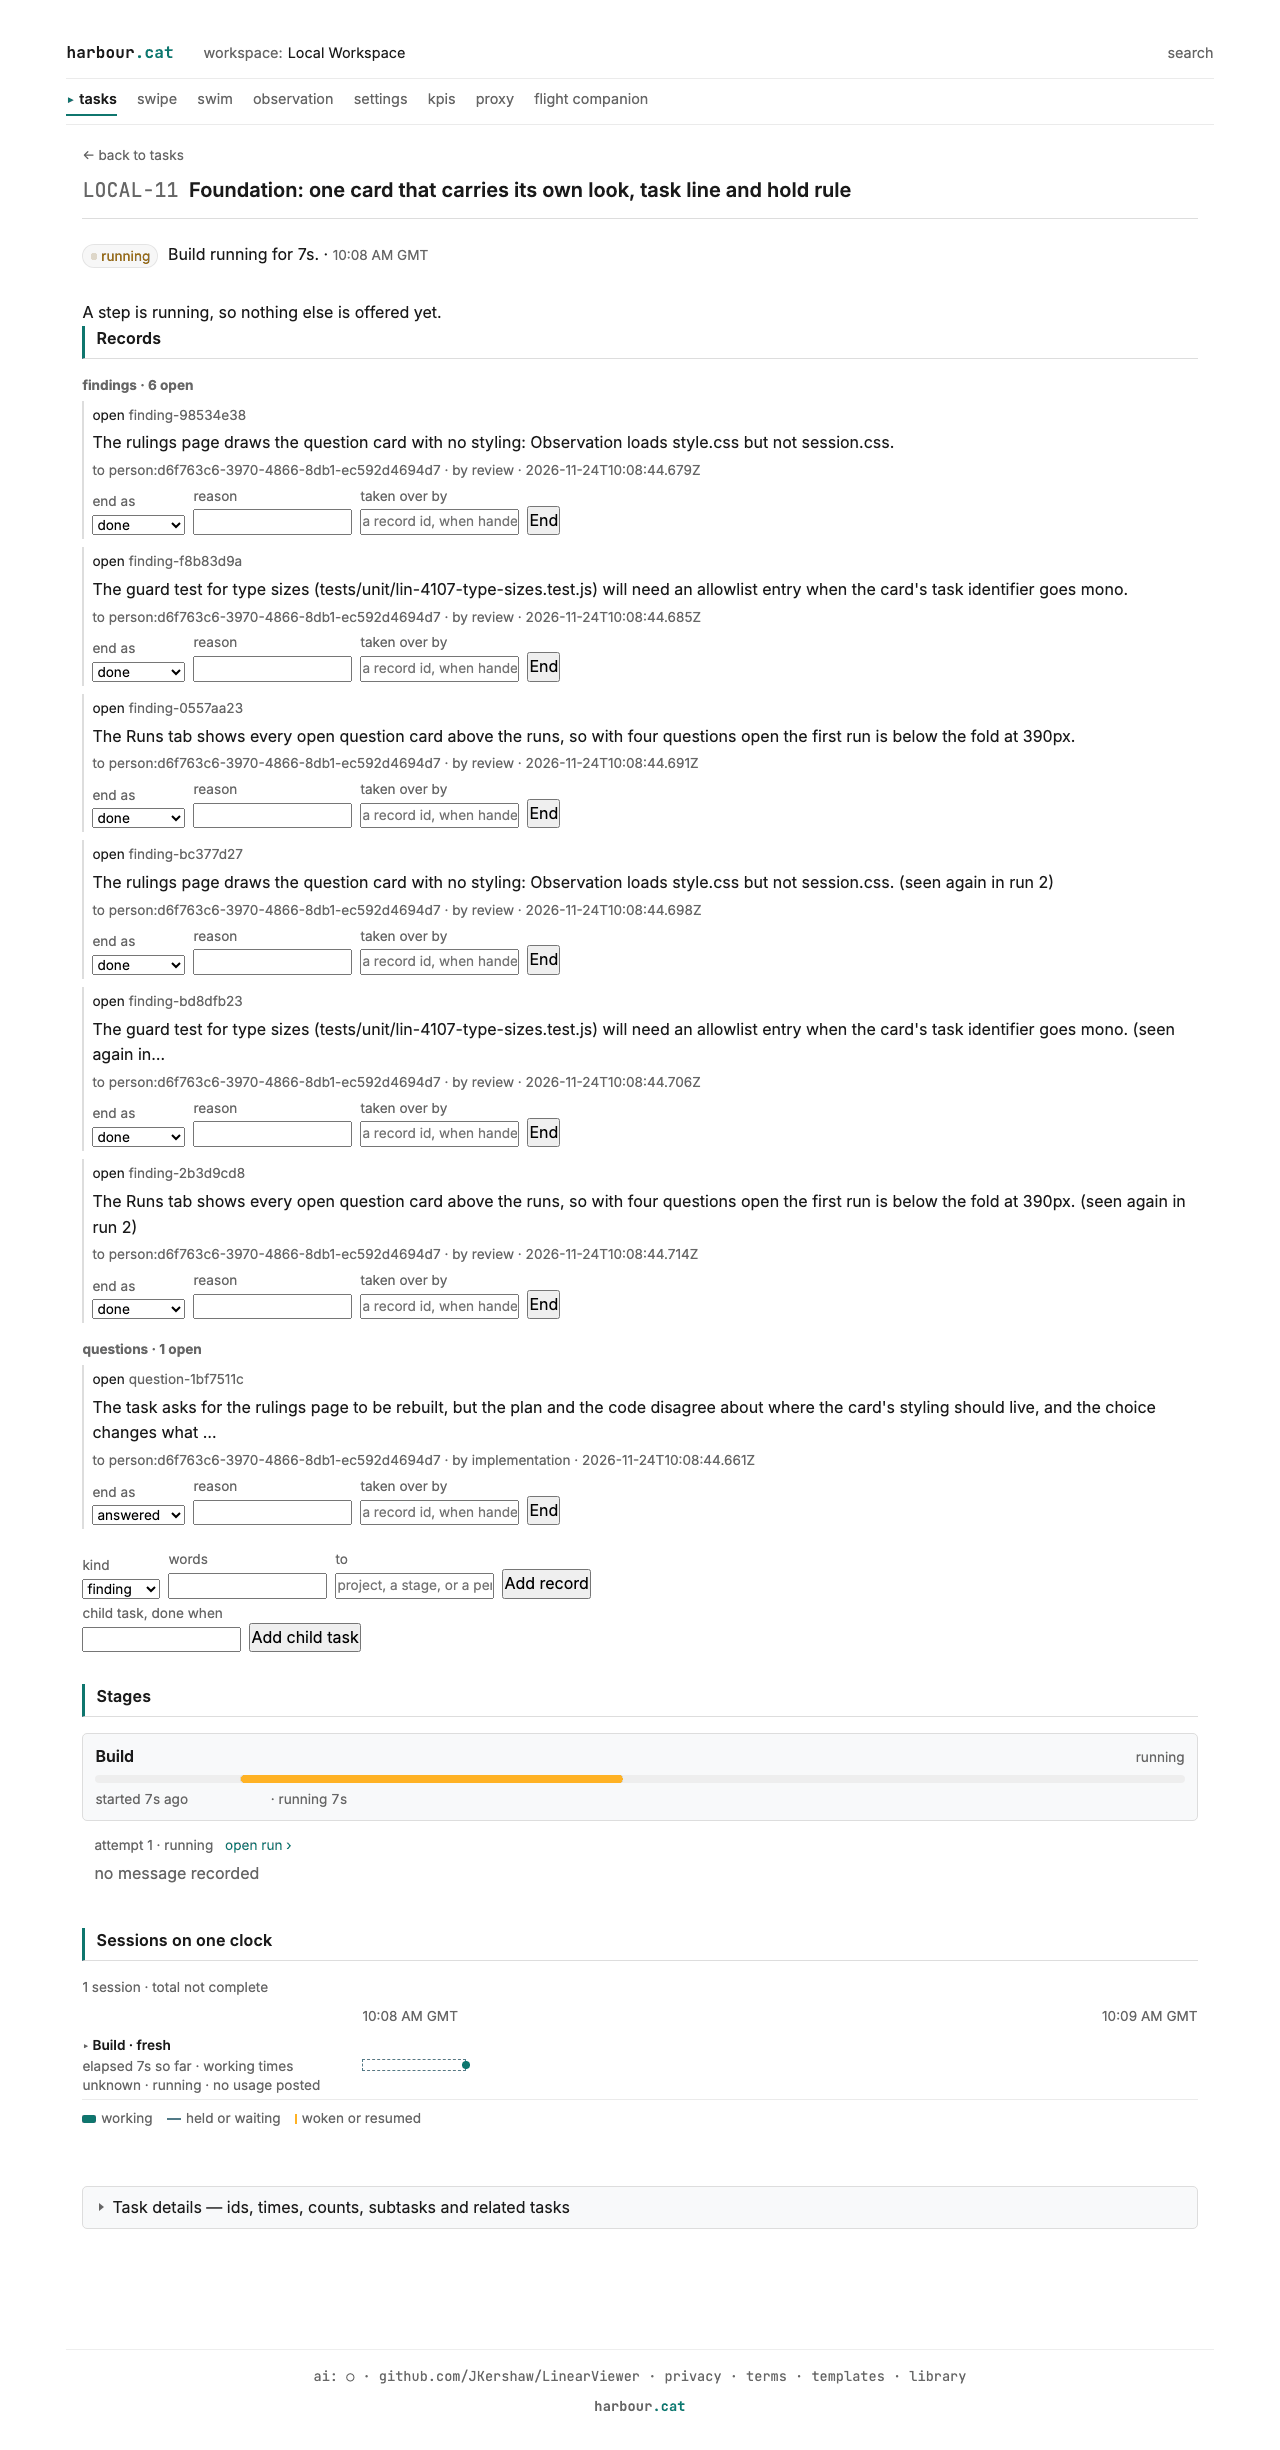 harbour.cat workspace: Local Workspace search
▸ tasks swipe swim observation settings kpis proxy flight companion
← back to tasks
LOCAL-11 Foundation: one card that carries its own look, task line and hold rule
running Build running for 7s. · 10:08 AM GMT
A step is running, so nothing else is offered yet.
Records
findings · 6 open
open finding-98534e38
The rulings page draws the question card with no styling: Observation loads style.css but not session.css.
to person:d6f763c6-3970-4866-8db1-ec592d4694d7 · by review · 2026-11-24T10:08:44.679Z
end as reason taken over by
done a record id, when hande End
open finding-f8b83d9a
The guard test for type sizes (tests/unit/lin-4107-type-sizes.test.js) will need an allowlist entry when the card's task identifier goes mono.
to person:d6f763c6-3970-4866-8db1-ec592d4694d7 · by review · 2026-11-24T10:08:44.685Z
end as reason taken over by
done a record id, when hande End
open finding-0557aa23
The Runs tab shows every open question card above the runs, so with four questions open the first run is below the fold at 390px.
to person:d6f763c6-3970-4866-8db1-ec592d4694d7 · by review · 2026-11-24T10:08:44.691Z
end as reason taken over by
done a record id, when hande End
open finding-bc377d27
The rulings page draws the question card with no styling: Observation loads style.css but not session.css. (seen again in run 2)
to person:d6f763c6-3970-4866-8db1-ec592d4694d7 · by review · 2026-11-24T10:08:44.698Z
end as reason taken over by
done a record id, when hande End
open finding-bd8dfb23
The guard test for type sizes (tests/unit/lin-4107-type-sizes.test.js) will need an allowlist entry when the card's task identifier goes mono. (seen
again in…
to person:d6f763c6-3970-4866-8db1-ec592d4694d7 · by review · 2026-11-24T10:08:44.706Z
end as reason taken over by
done a record id, when hande End
open finding-2b3d9cd8
The Runs tab shows every open question card above the runs, so with four questions open the first run is below the fold at 390px. (seen again in
run 2)
to person:d6f763c6-3970-4866-8db1-ec592d4694d7 · by review · 2026-11-24T10:08:44.714Z
end as reason taken over by
done a record id, when hande End
questions · 1 open
open question-1bf7511c
The task asks for the rulings page to be rebuilt, but the plan and the code disagree about where the card's styling should live, and the choice
changes what …
to person:d6f763c6-3970-4866-8db1-ec592d4694d7 · by implementation · 2026-11-24T10:08:44.661Z
end as reason taken over by
answered a record id, when hande End
kind words to
finding project, a stage, or a per Add record
child task, done when
Add child task
Stages
Build running
started 7s ago · running 7s
attempt 1 · running open run ›
no message recorded
Sessions on one clock
1 session · total not complete
10:08 AM GMT 10:09 AM GMT
▸ Build · fresh
elapsed 7s so far · working times
unknown · running · no usage posted
working held or waiting woken or resumed
▸ Task details — ids, times, counts, subtasks and related tasks
ai: ○ · github.com/JKershaw/LinearViewer · privacy · terms · templates · library
harbour.cat